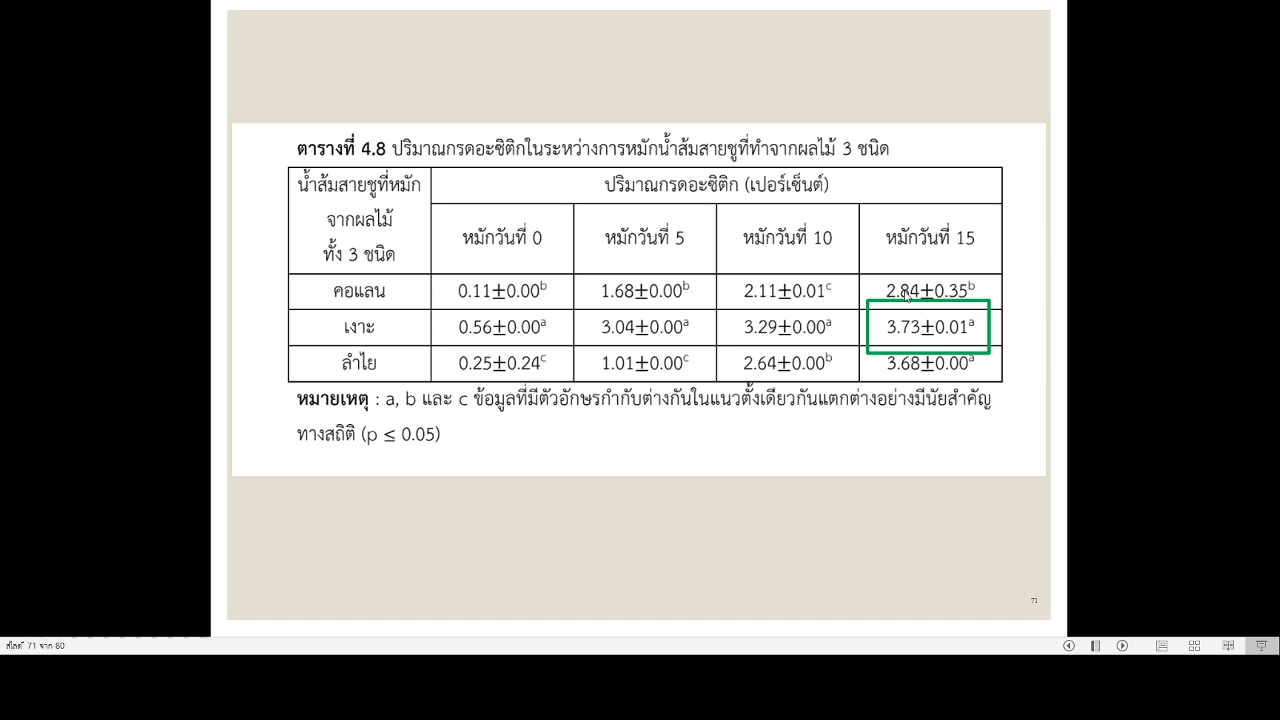 ตารางที่ 4.8 ปริมาณกรดอะซิติกในระหว่างการหมักน้ำส้มสายชูที่ทำจากผลไม้ 3 ชนิด
น้ำส้มสายชูที่หมัก
จากผลไม้
ทั้ง 3 ชนิด
ปริมาณกรดอะซิติก (เปอร์เซ็นต์)
หมักวันที่ 0 หมักวันที่ 5 หมักวันที่ 10 หมักวันที่ 15
คอแลน 0.11±0.00ᵇ 1.68±0.00ᵇ 2.11±0.01ᶜ 2.84±0.35ᵇ
เงาะ 0.56±0.00ᵃ 3.04±0.00ᵃ 3.29±0.00ᵃ 3.73±0.01ᵃ
ลำไย 0.25±0.24ᶜ 1.01±0.00ᶜ 2.64±0.00ᵇ 3.68±0.00ᵃ
หมายเหตุ : a, b และ c ข้อมูลที่มีตัวอักษรกำกับต่างกันในแนวตั้งเดียวกันแตกต่างอย่างมีนัยสำคัญ
ทางสถิติ (p ≤ 0.05)
71
สไลด์ 71 จาก 80